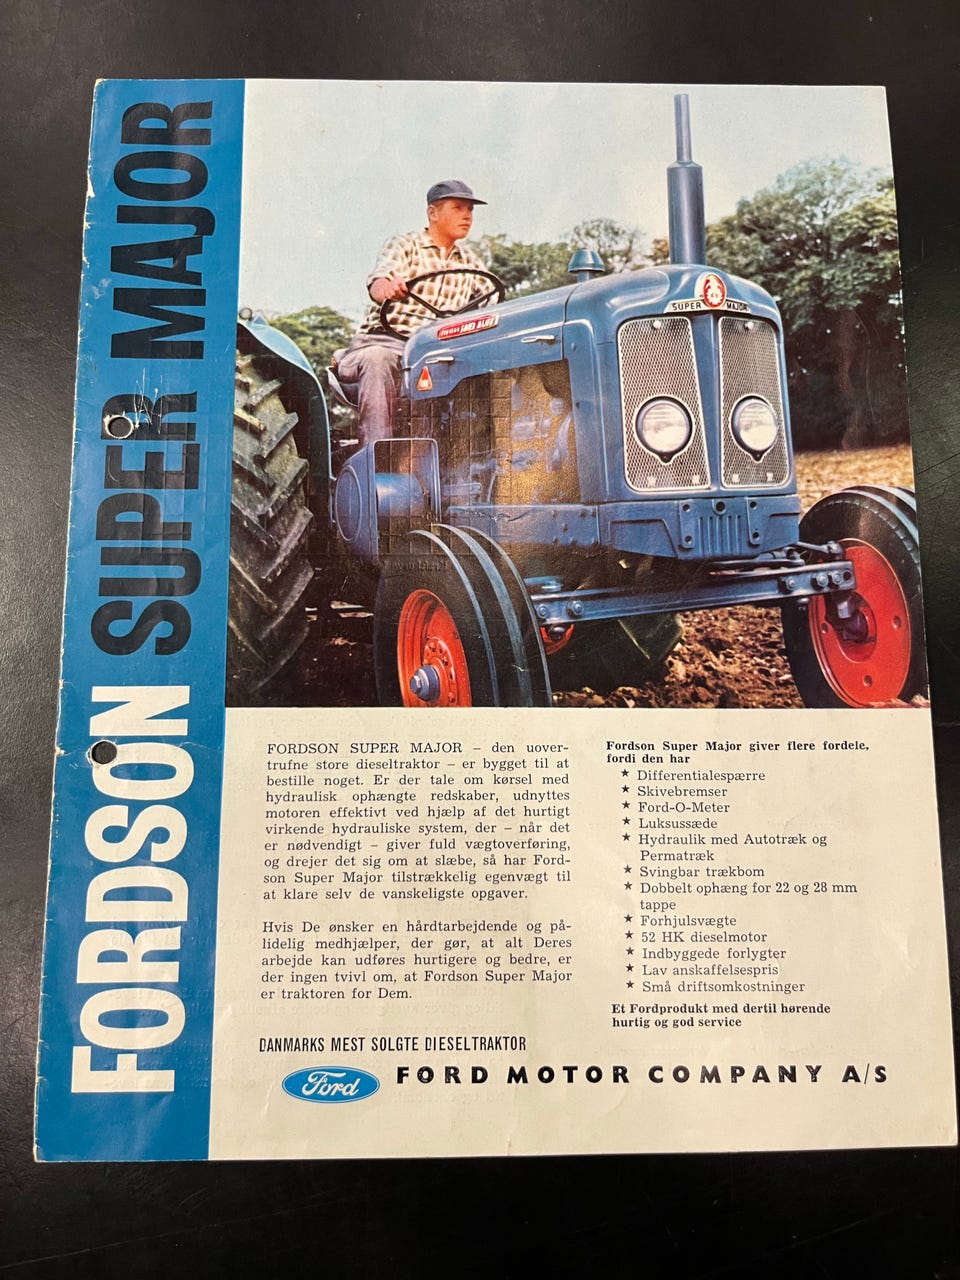 FORDSON SUPER MAJOR
SUPER MAJOR
FORDSON SUPER MAJOR – den uover-
trufne store dieseltraktor – er bygget til at
bestille noget. Er der tale om kørsel med
hydraulisk ophængte redskaber, udnyttes
motoren effektivt ved hjælp af det hurtigt
virkende hydrauliske system, der – når det
er nødvendigt – giver fuld vægtoverføring,
og drejer det sig om at slæbe, så har Ford-
son Super Major tilstrækkelig egenvægt til
at klare selv de vanskeligste opgaver.
Hvis De ønsker en hårdtarbejdende og på-
lidelig medhjælper, der gør, at alt Deres
arbejde kan udføres hurtigere og bedre, er
der ingen tvivl om, at Fordson Super Major
er traktoren for Dem.
Fordson Super Major giver flere fordele,
fordi den har
★ Differentialespærre
★ Skivebremser
★ Ford-O-Meter
★ Luksussæde
★ Hydraulik med Autotræk og
Permatræk
★ Svingbar trækbom
★ Dobbelt ophæng for 22 og 28 mm
tappe
★ Forhjulsvægte
★ 52 HK dieselmotor
★ Indbyggede forlygter
★ Lav anskaffelsespris
★ Små driftsomkostninger
Et Fordprodukt med dertil hørende
hurtig og god service
DANMARKS MEST SOLGTE DIESELTRAKTOR
Ford FORD MOTOR COMPANY A/S